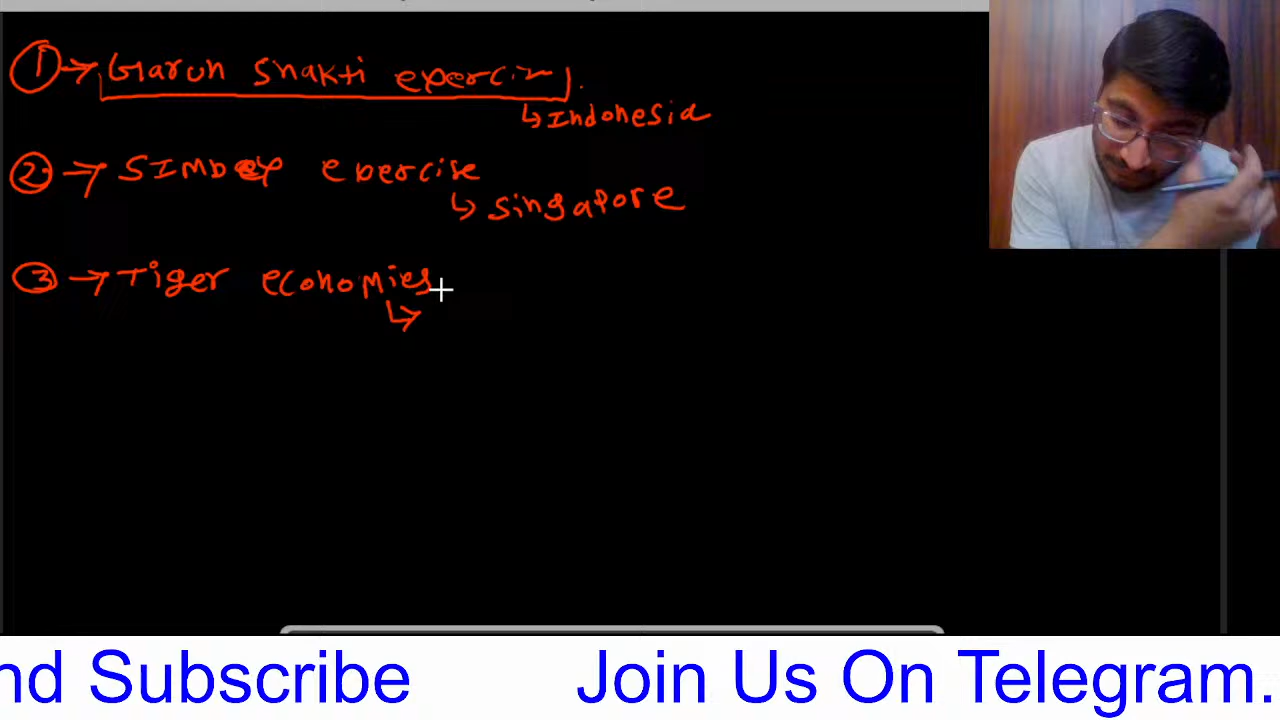 ① → Garun Shakti exercise.
↳ Indonesia
② → SIMBEX exercise
↳ Singapore
③ → Tiger economies
↳
nd Subscribe Join Us On Telegram.